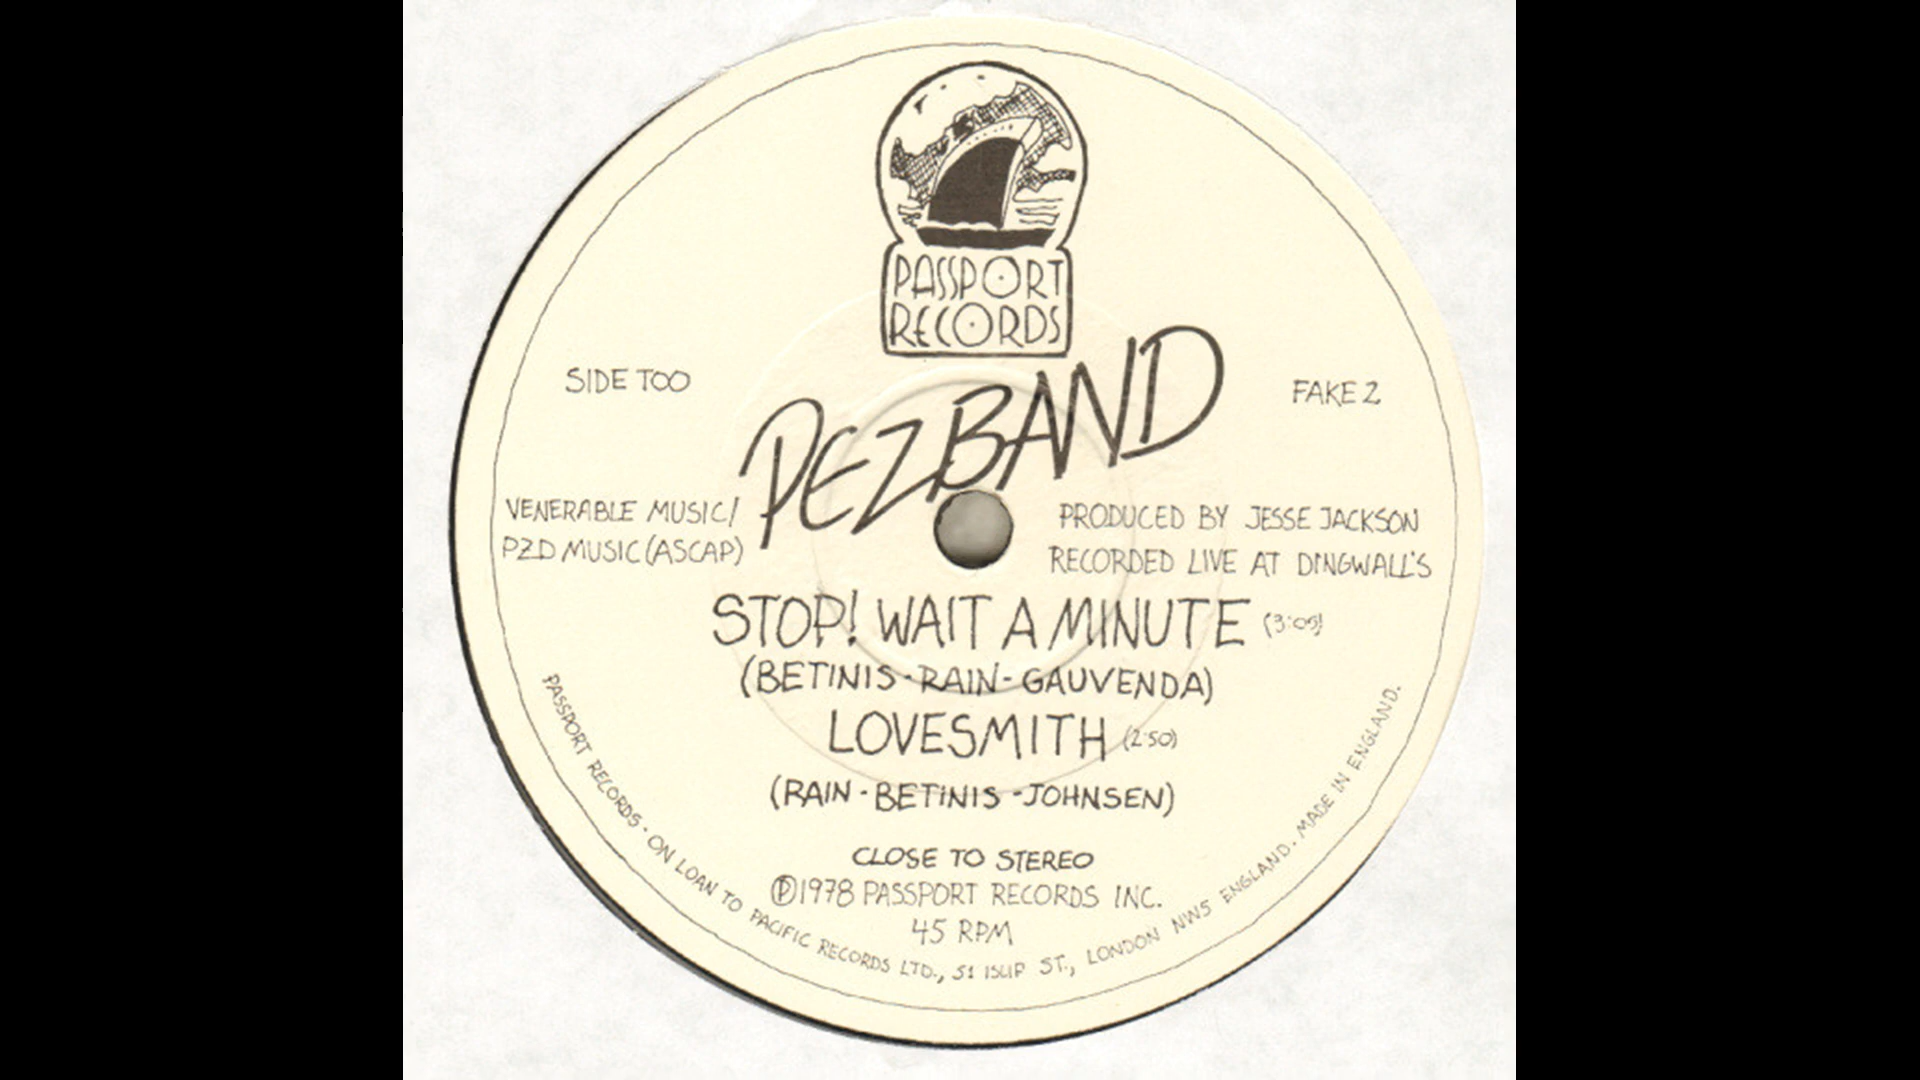 PASSPORT
RECORDS
SIDE TOO
FAKE 2
PEZBAND
VENERABLE MUSIC/
PZD MUSIC (ASCAP)
PRODUCED BY JESSE JACKSON
RECORDED LIVE AT DINGWALL'S
STOP! WAIT A MINUTE (3:05)
(BETINIS-RAIN-GAUVENDA)
LOVESMITH (2:50)
(RAIN-BETINIS-JOHNSEN)
CLOSE TO STEREO
℗1978 PASSPORT RECORDS INC.
45 RPM
PASSPORT RECORDS · ON LOAN TO PACIFIC RECORDS LTD., 51 ISLIP ST., LONDON NW5 ENGLAND. MADE IN ENGLAND.